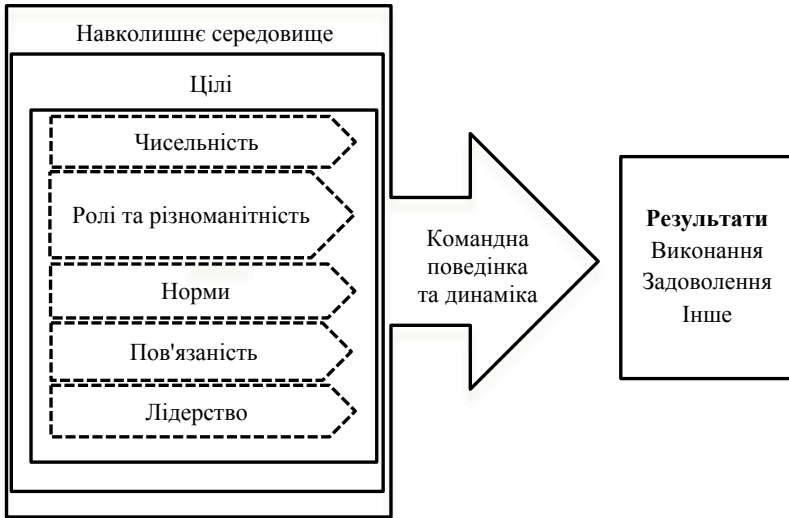 Навколишнє середовище
Цілі
Чисельність
Ролі та різноманітність
Норми
Пов'язаність
Лідерство
Командна
поведінка
та динаміка
Результати
Виконання
Задоволення
Інше